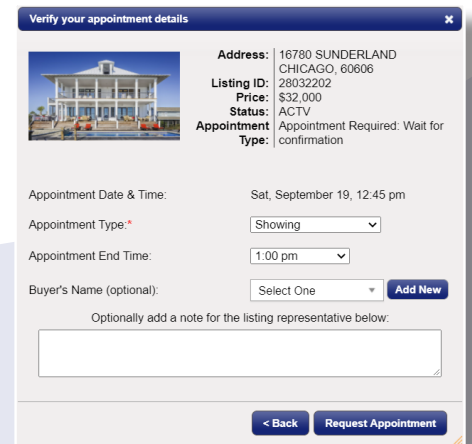 Verify your appointment details
Address: 16780 SUNDERLAND
CHICAGO, 60606
Listing ID: 28032202
Price: $32,000
Status: ACTV
Appointment Appointment Required: Wait for
Type: confirmation
Appointment Date & Time: Sat, September 19, 12:45 pm
Appointment Type:* Showing
Appointment End Time: 1:00 pm
Buyer's Name (optional): Select One Add New
Optionally add a note for the listing representative below:
< Back Request Appointment